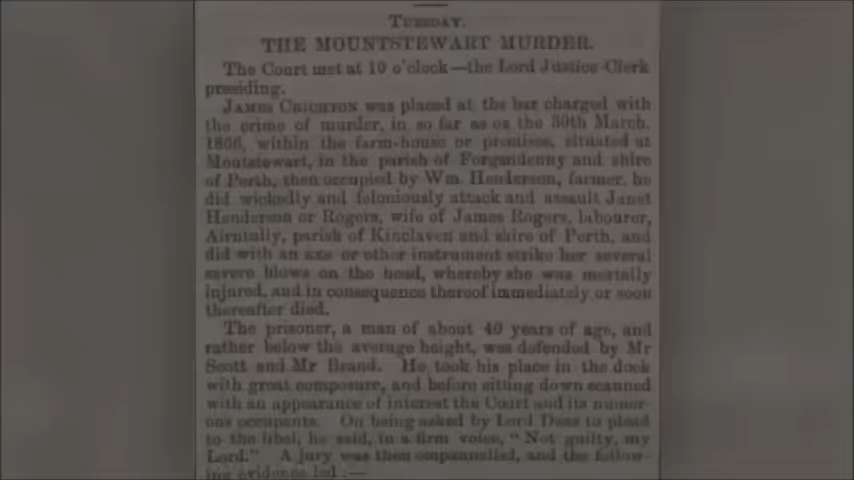 TUESDAY.
THE MOUNTSTEWART MURDER.
The Court met at 10 o'clock—the Lord Justice Clerk
presiding.
JAMES CRICHTON was placed at the bar charged with
the crime of murder, in so far as on the 30th March,
1866, within the farm-house or premises, situated at
Montstewart, in the parish of Forgandenny and shire
of Perth, then occupied by Wm. Henderson, farmer, he
did wickedly and feloniously attack and assault Janet
Henderson or Rogers, wife of James Rogers, labourer,
Airntully, parish of Kinclaven and shire of Perth, and
did with an axe or other instrument strike her several
severe blows on the head, whereby she was mortally
injured, and in consequence thereof immediately or soon
thereafter died.
The prisoner, a man of about 40 years of age, and
rather below the average height, was defended by Mr
Scott and Mr Brand. He took his place in the dock
with great composure, and before sitting down scanned
with an appearance of interest the Court and its numer-
ous occupants. On being asked by Lord Deas to plead
to the libel, he said, in a firm voice, "Not guilty, my
Lord." A jury was then empannelled, and the follow-
ing evidence led :—